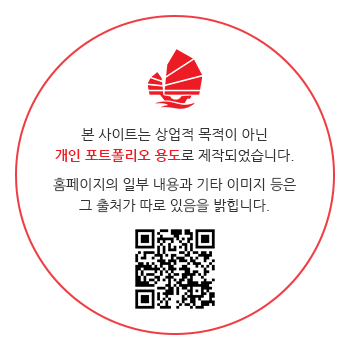 본 사이트는 상업적 목적이 아닌
개인 포트폴리오 용도로 제작되었습니다.
홈페이지의 일부 내용과 기타 이미지 등은
그 출처가 따로 있음을 밝힙니다.